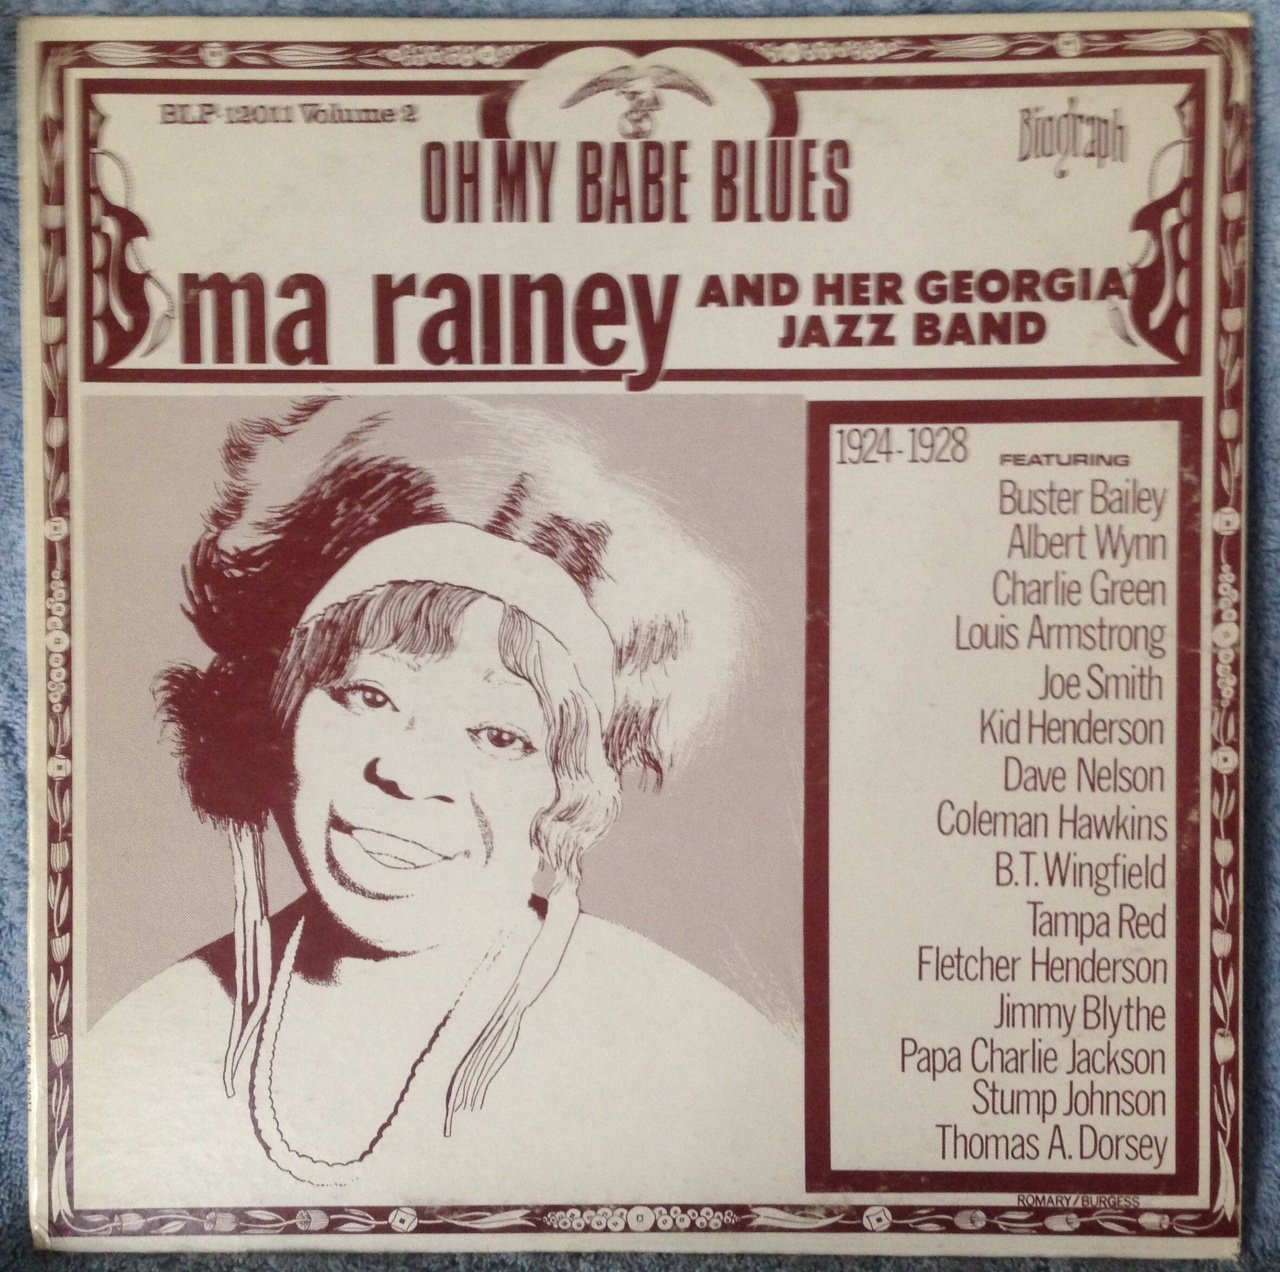 BLP-12011 Volume 2
Biograph
OH MY BABE BLUES
ma rainey AND HER GEORGIA
JAZZ BAND
1924-1928 FEATURING
Buster Bailey
Albert Wynn
Charlie Green
Louis Armstrong
Joe Smith
Kid Henderson
Dave Nelson
Coleman Hawkins
B.T. Wingfield
Tampa Red
Fletcher Henderson
Jimmy Blythe
Papa Charlie Jackson
Stump Johnson
Thomas A. Dorsey
ROMARY/BURGESS